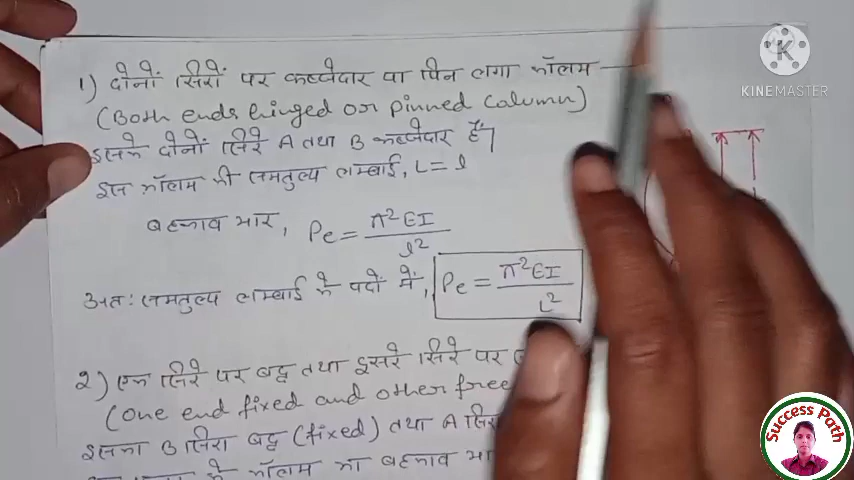 1) दोनों सिरों पर कब्जेदार या पिन लगा कॉलम —
(Both ends hinged or pinned column)
इसके दोनों सिरे A तथा B कब्जेदार हैं।
इस कॉलम की समतुल्य लम्बाई, L = l
बहनाव भार, Pe = π²EI / l²
अतः समतुल्य लम्बाई के पदों में, Pe = π²EI / L²
2) एक सिरे पर बद्ध तथा दूसरे सिरे पर
(one end fixed and other free
इसका B सिरा बद्ध (fixed) तथा A सिरा
के कॉलम का बहनाव भार
KINEMASTER
Success Path